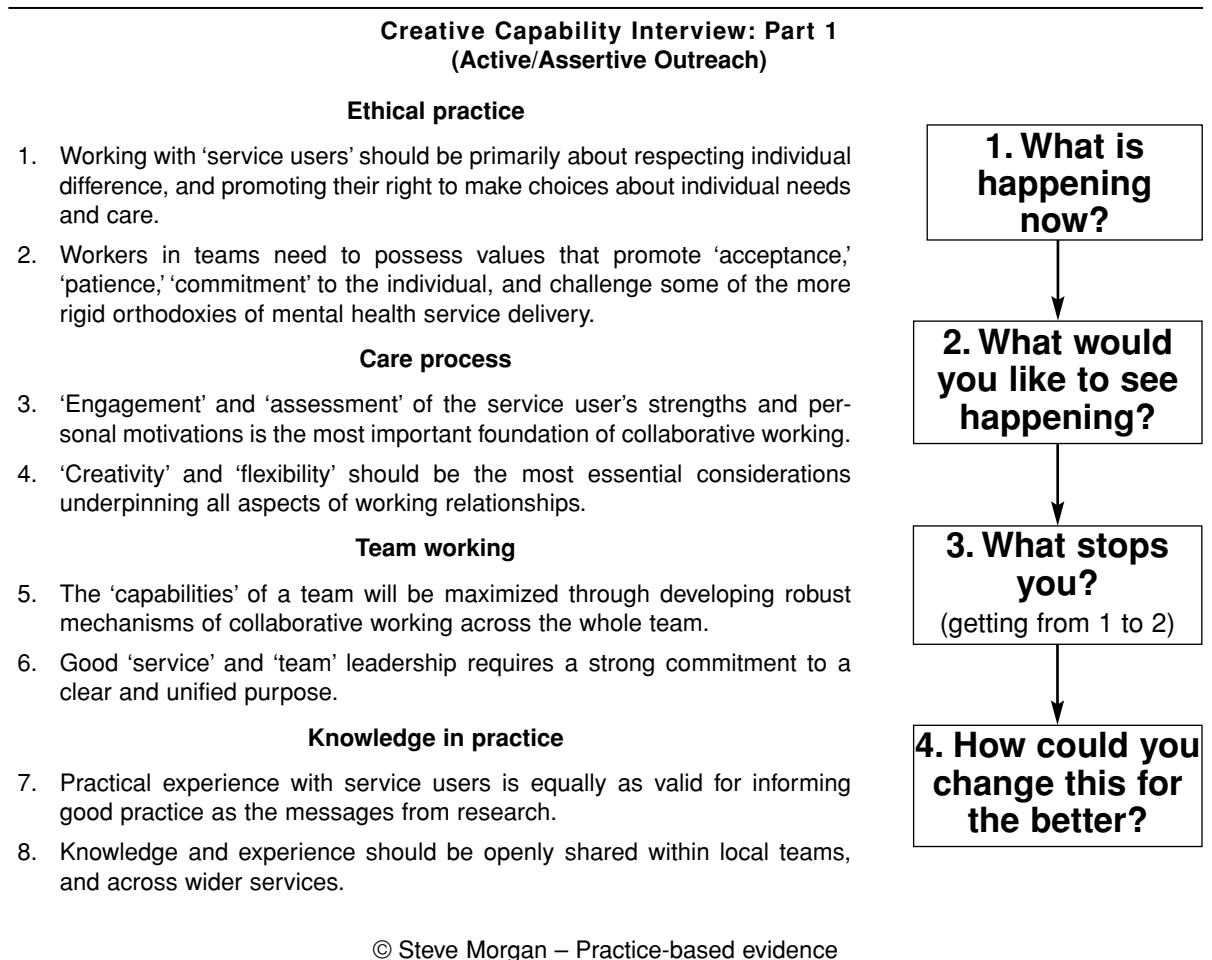 Creative Capability Interview: Part 1
(Active/Assertive Outreach)
Ethical practice
1. Working with ‘service users’ should be primarily about respecting individual
difference, and promoting their right to make choices about individual needs
and care.
2. Workers in teams need to possess values that promote ‘acceptance,’
‘patience,’ ‘commitment’ to the individual, and challenge some of the more
rigid orthodoxies of mental health service delivery.
Care process
3. ‘Engagement’ and ‘assessment’ of the service user’s strengths and per-
sonal motivations is the most important foundation of collaborative working.
4. ‘Creativity’ and ‘flexibility’ should be the most essential considerations
underpinning all aspects of working relationships.
Team working
5. The ‘capabilities’ of a team will be maximized through developing robust
mechanisms of collaborative working across the whole team.
6. Good ‘service’ and ‘team’ leadership requires a strong commitment to a
clear and unified purpose.
Knowledge in practice
7. Practical experience with service users is equally as valid for informing
good practice as the messages from research.
8. Knowledge and experience should be openly shared within local teams,
and across wider services.
1. What is
happening
now?
2. What would
you like to see
happening?
3. What stops
you?
(getting from 1 to 2)
4. How could you
change this for
the better?
© Steve Morgan – Practice-based evidence